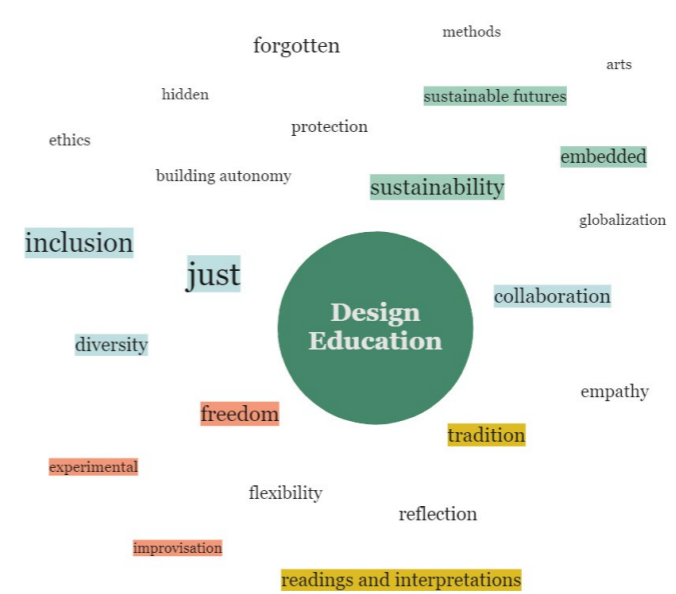 methods
forgotten
arts
hidden
sustainable futures
protection
ethics
embedded
building autonomy
sustainability
globalization
inclusion
just
collaboration
Design
Education
diversity
empathy
freedom
tradition
experimental
flexibility
reflection
improvisation
readings and interpretations